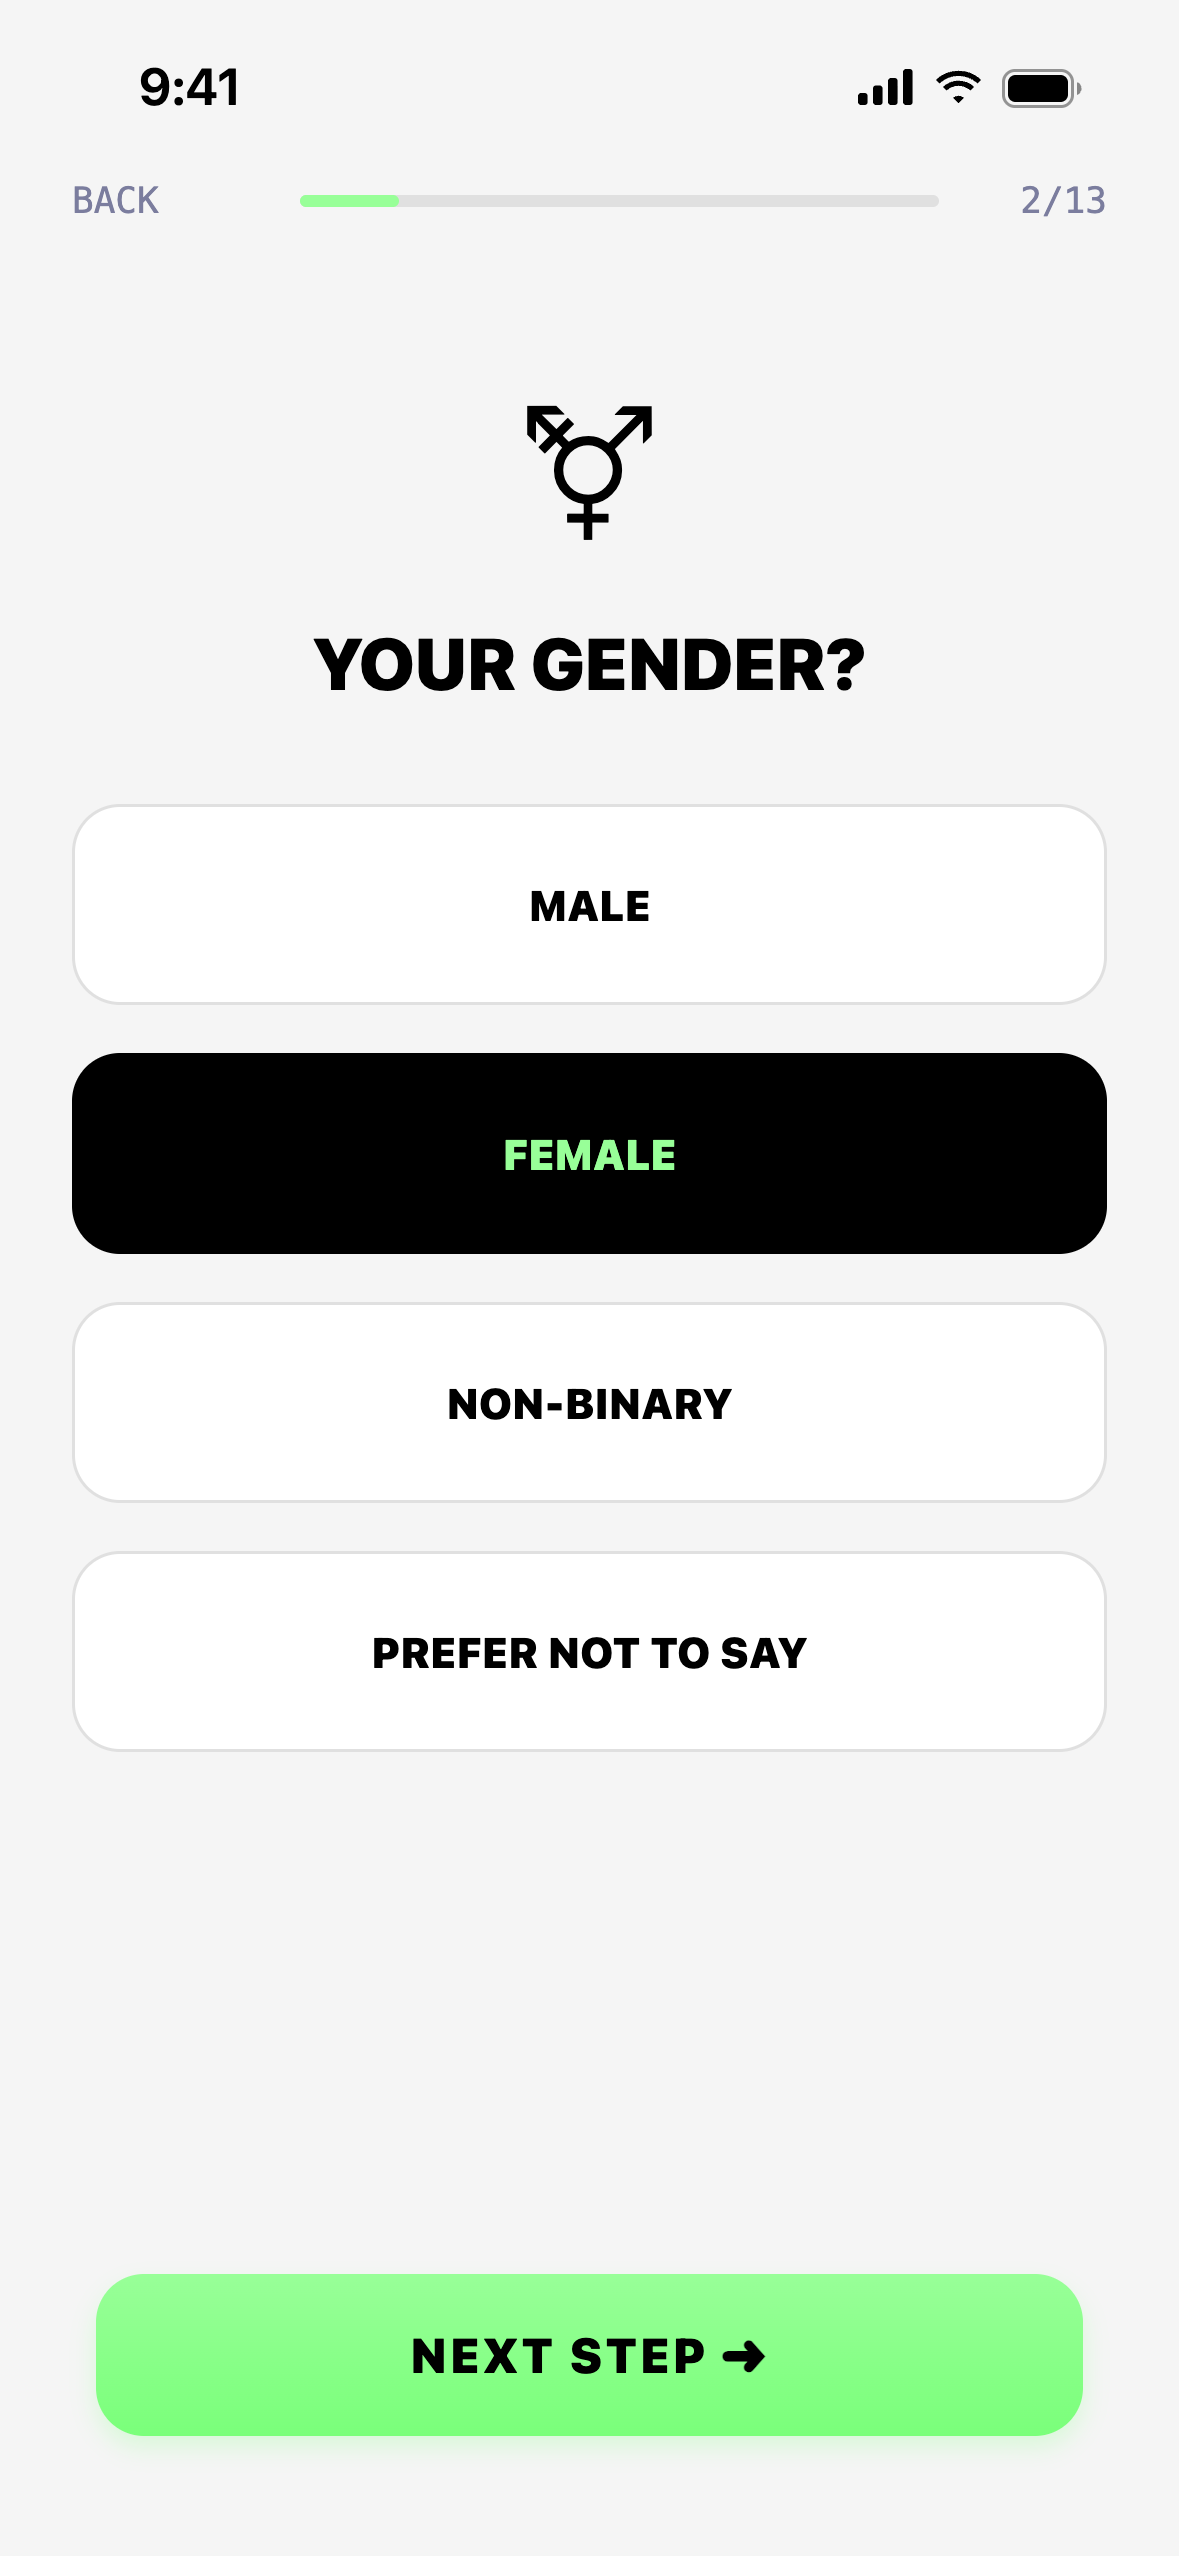 9:41
BACK 2/13
YOUR GENDER?
MALE
FEMALE
NON-BINARY
PREFER NOT TO SAY
NEXT STEP ➜